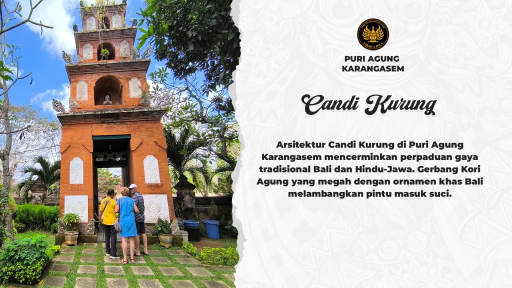 PURI AGUNG
KARANGASEM
Candi Kurung
Arsitektur Candi Kurung di Puri Agung
Karangasem mencerminkan perpaduan gaya
tradisional Bali dan Hindu-Jawa. Gerbang Kori
Agung yang megah dengan ornamen khas Bali
melambangkan pintu masuk suci.